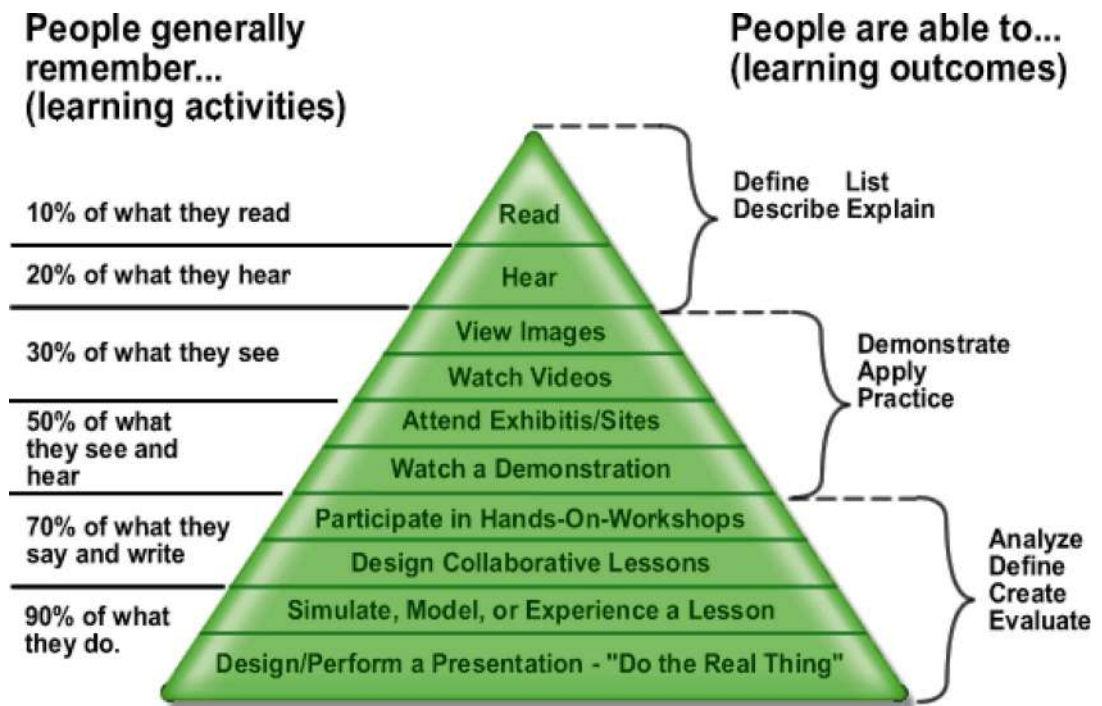 People generally
remember...
(learning activities)
People are able to...
(learning outcomes)
10% of what they read
20% of what they hear
30% of what they see
50% of what
they see and
hear
70% of what they
say and write
90% of what
they do.
Read
Hear
View Images
Watch Videos
Attend Exhibitis/Sites
Watch a Demonstration
Participate in Hands-On-Workshops
Design Collaborative Lessons
Simulate, Model, or Experience a Lesson
Design/Perform a Presentation - "Do the Real Thing"
Define List
Describe Explain
Demonstrate
Apply
Practice
Analyze
Define
Create
Evaluate